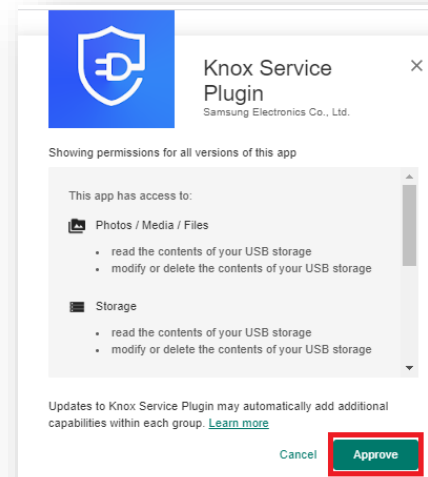 Knox Service
Plugin
Samsung Electronics Co., Ltd.
Showing permissions for all versions of this app
This app has access to:
Photos / Media / Files
• read the contents of your USB storage
• modify or delete the contents of your USB storage
Storage
• read the contents of your USB storage
• modify or delete the contents of your USB storage
Updates to Knox Service Plugin may automatically add additional
capabilities within each group. Learn more
Cancel Approve